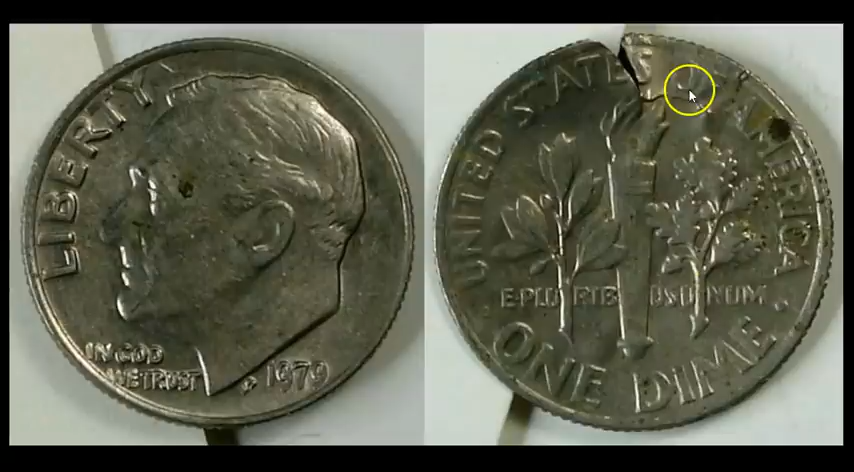 LIBERTY
IN GOD
WE TRUST
1979
UNITED STATES OF AMERICA
E PLURIBUS UNUM
ONE DIME